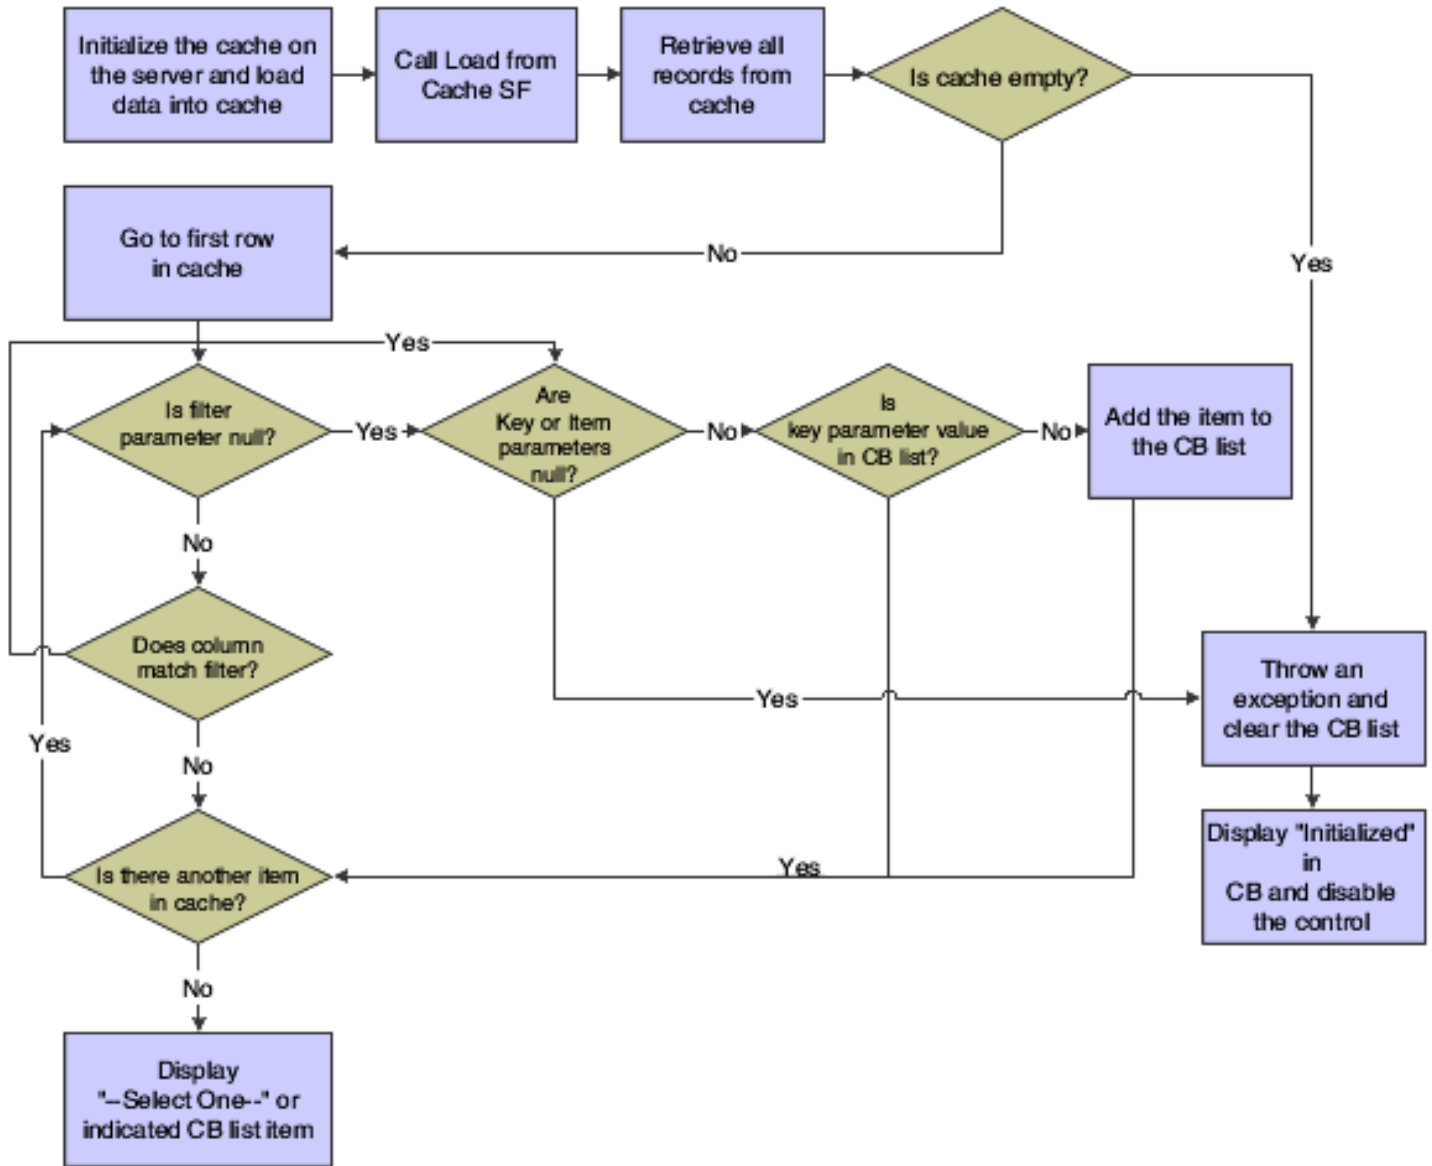 Initialize the cache on
the server and load
data into cache
Call Load from
Cache SF
Retrieve all
records from
cache
Is cache empty?
Go to first row
in cache
No
Yes
Yes
Is filter
parameter null?
Yes
Are
Key or Item
parameters
null?
No
Is
key parameter value
in CB list?
No
Add the item to
the CB list
No
Does column
match filter?
Yes
Throw an
exception and
clear the CB list
Yes
No
Display "Initialized"
in
CB and disable
the control
Is there another item
in cache?
Yes
No
Display
"--Select One--" or
indicated CB list item